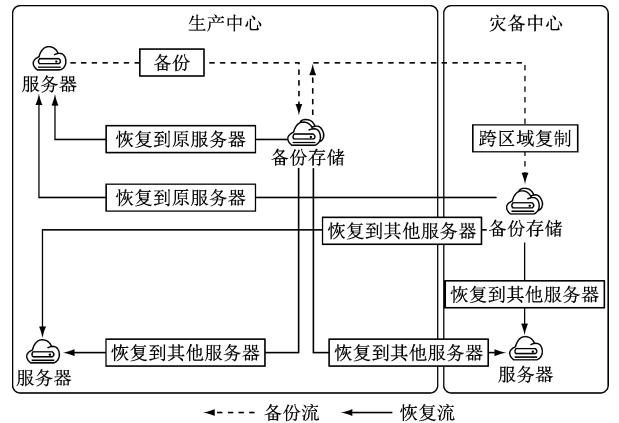 生产中心
灾备中心
备份
服务器
恢复到原服务器
跨区域复制
备份存储
恢复到原服务器
恢复到其他服务器
备份存储
恢复到其他服务器
恢复到其他服务器
恢复到其他服务器
服务器
服务器
备份流
恢复流